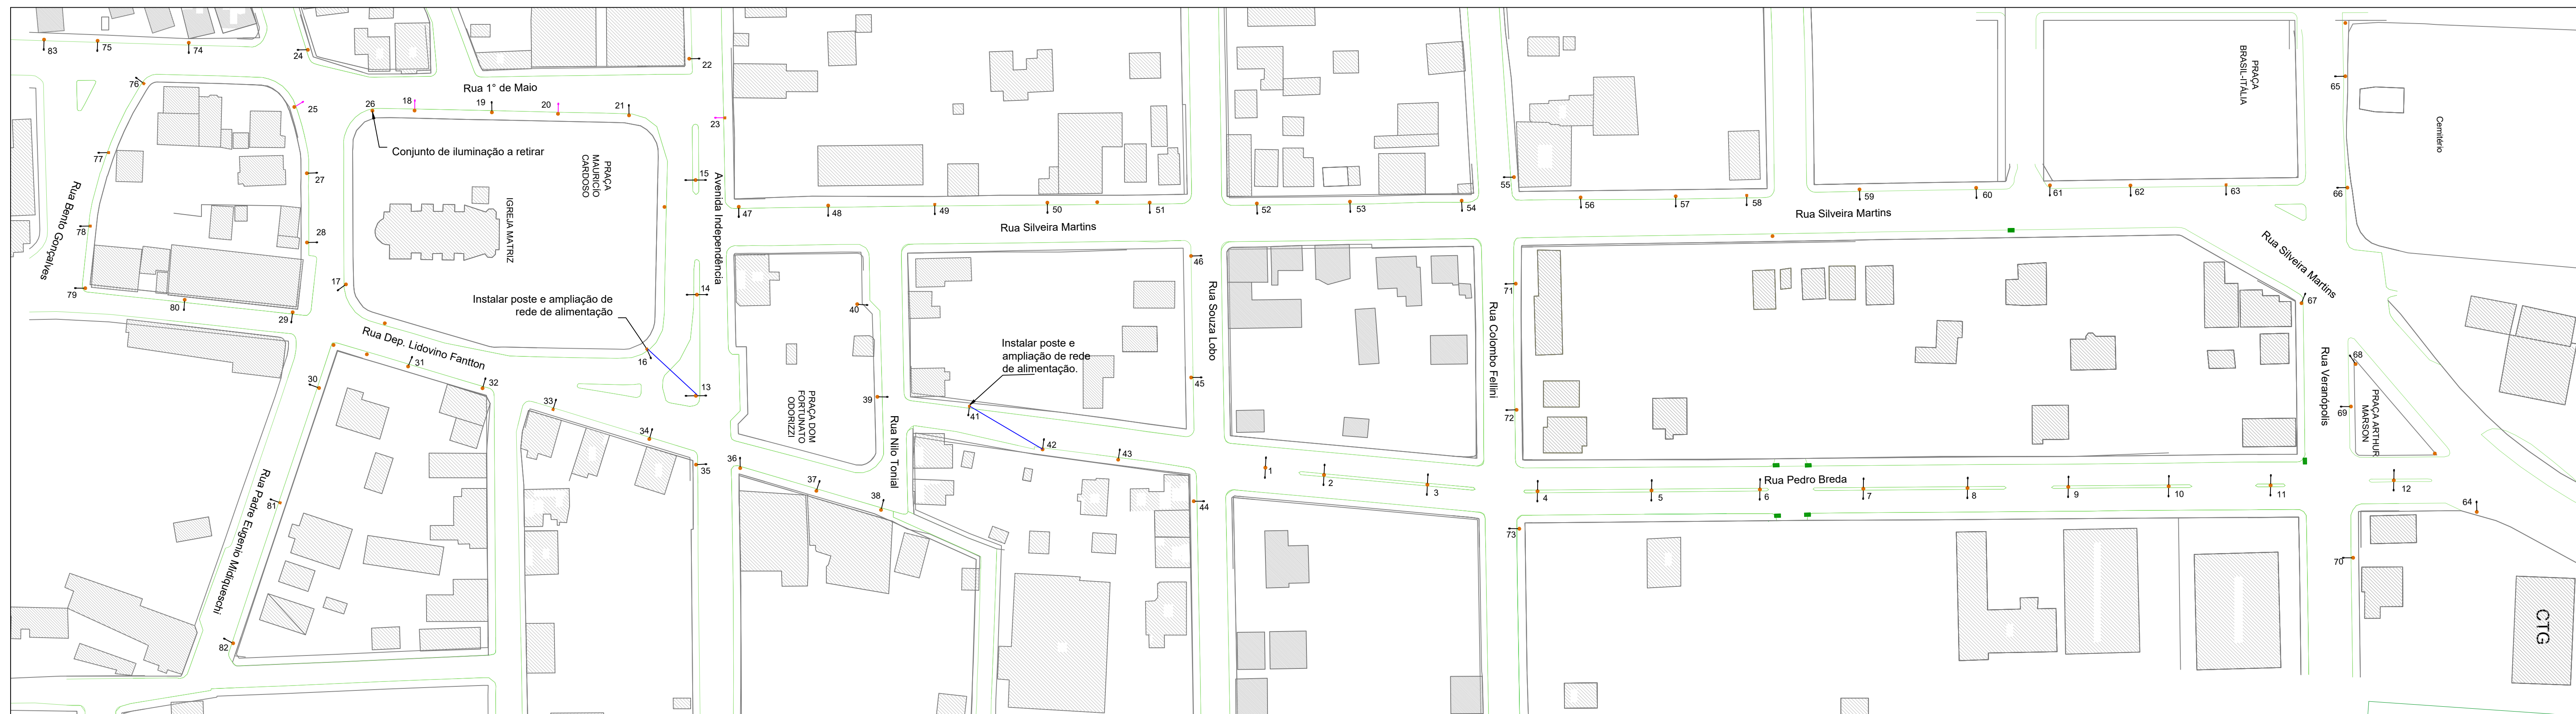 83
75
74
24
22
76
Rua 1° de Maio
25
26
18
19
20
21
23
Conjunto de iluminação a retirar
77
27
PRAÇA
MAURICÍO
CARDOSO
15
Avenida Independência
Rua Bento Gonçalves
78
28
IGREJA MATRIZ
17
79
80
29
Instalar poste e ampliação de
rede de alimentação
14
Rua Dep. Lidovino Fantton
16
13
30
31
32
33
34
35
81
Rua Padre Eugenio Midiqueschi
82
47
48
49
50
51
52
53
54
Rua Silveira Martins
46
40
Instalar poste e
ampliação de rede
de alimentação.
45
39
41
PRAÇA DOM
FORTUNATO
ODORIZZI
Rua Nilo Tonial
42
43
36
37
38
44
Rua Souza Lobo
1
2
3
55
56
57
58
59
60
61
62
63
Rua Silveira Martins
PRAÇA
BRASIL-ITÁLIA
65
66
Cemitério
71
72
Rua Colombo Fellini
Rua Silveira Martins
67
Rua Veranópolis
68
69
PRAÇA ARTHUR
MARSON
Rua Pedro Breda
4
5
6
7
8
9
10
11
12
64
73
70
CTG